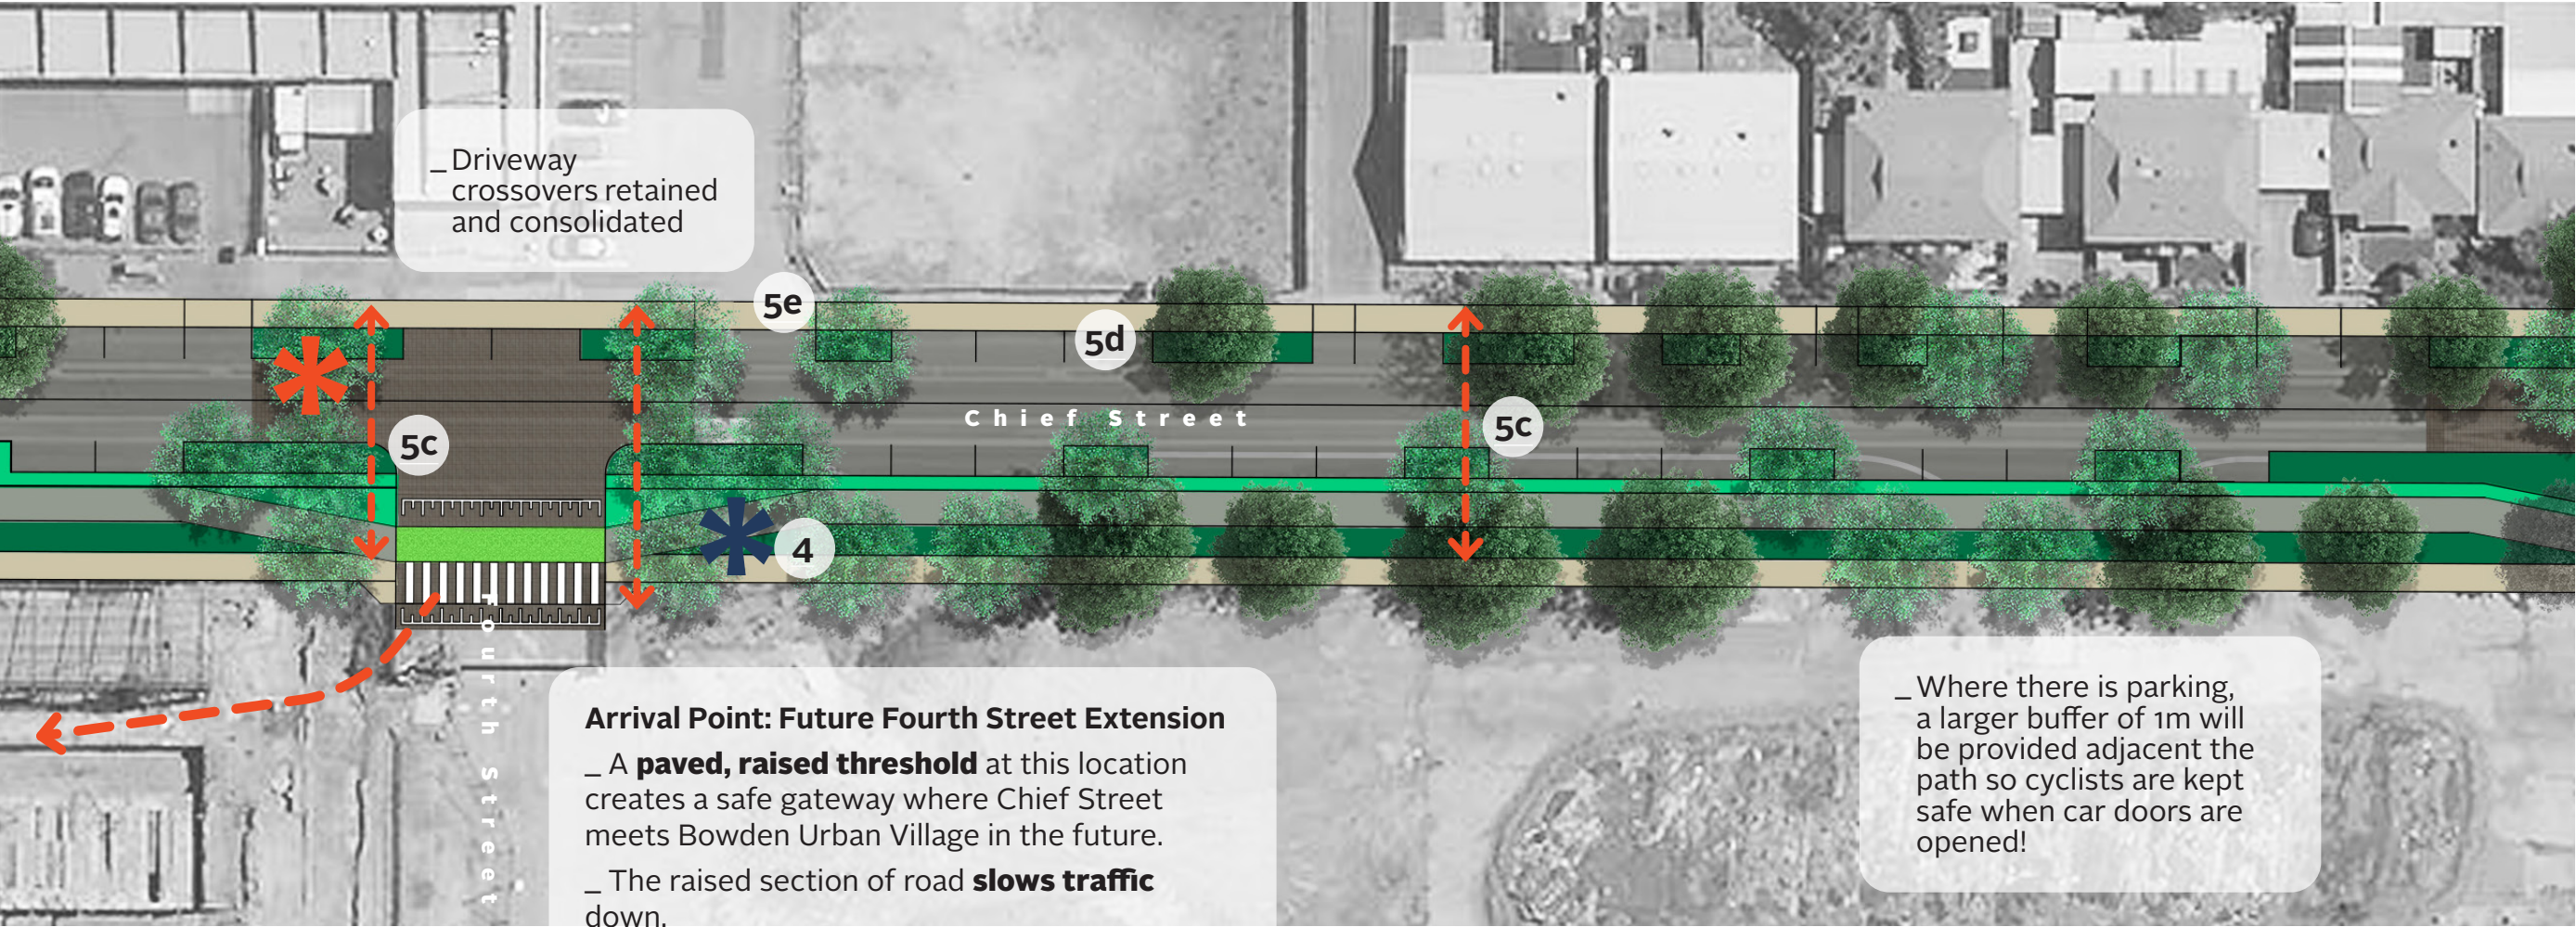 _ Driveway
crossovers retained
and consolidated
5e
5d
Chief Street
5c
5c
4
Fourth Street
Arrival Point: Future Fourth Street Extension
_ A paved, raised threshold at this location
creates a safe gateway where Chief Street
meets Bowden Urban Village in the future.
_ The raised section of road slows traffic
down.
_ Where there is parking,
a larger buffer of 1m will
be provided adjacent the
path so cyclists are kept
safe when car doors are
opened!